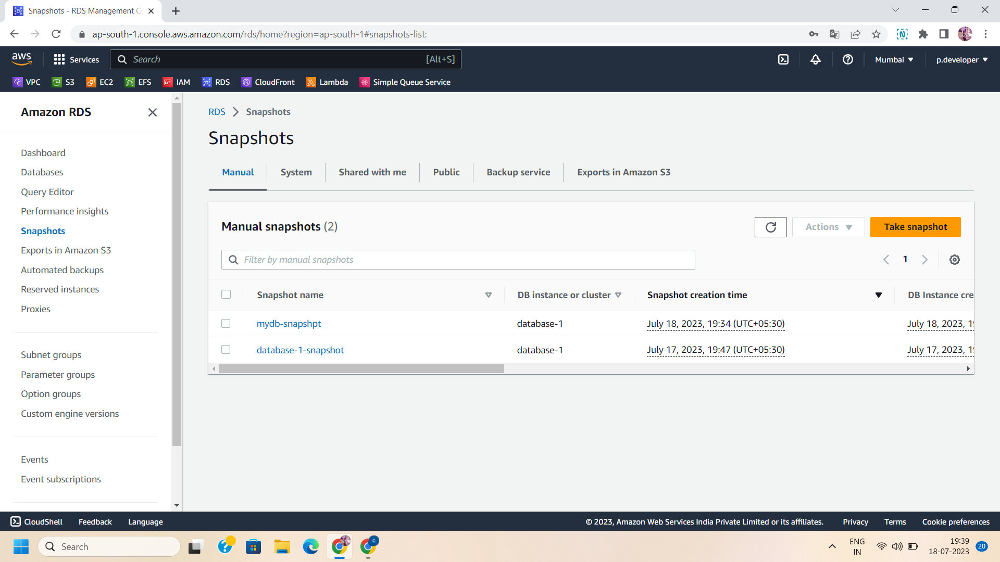 Snapshots - RDS Management C
ap-south-1.console.aws.amazon.com/rds/home?region=ap-south-1#snapshots-list:
aws Services Search [Alt+S] Mumbai p.developer
VPC S3 EC2 EFS IAM RDS CloudFront Lambda Simple Queue Service
Amazon RDS
Dashboard
Databases
Query Editor
Performance insights
Snapshots
Exports in Amazon S3
Automated backups
Reserved instances
Proxies
Subnet groups
Parameter groups
Option groups
Custom engine versions
Events
Event subscriptions
RDS Snapshots
Snapshots
Manual System Shared with me Public Backup service Exports in Amazon S3
Manual snapshots (2) Actions Take snapshot
Filter by manual snapshots 1
Snapshot name DB instance or cluster Snapshot creation time DB Instance cre
mydb-snapshpt database-1 July 18, 2023, 19:34 (UTC+05:30) July 18, 2023, 19
database-1-snapshot database-1 July 17, 2023, 19:47 (UTC+05:30) July 17, 2023, 19
CloudShell Feedback Language © 2023, Amazon Web Services India Private Limited or its affiliates. Privacy Terms Cookie preferences
Search C ENG 19:39
IN 18-07-2023 20